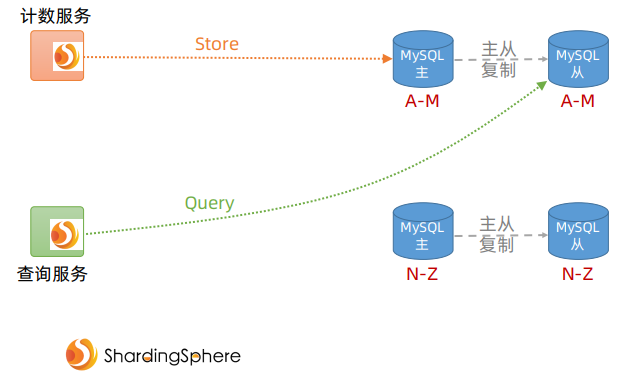 计数服务
Store
MySQL
主
主从
复制
MySQL
从
A-M
A-M
Query
查询服务
MySQL
主
主从
复制
MySQL
从
N-Z
N-Z
ShardingSphere